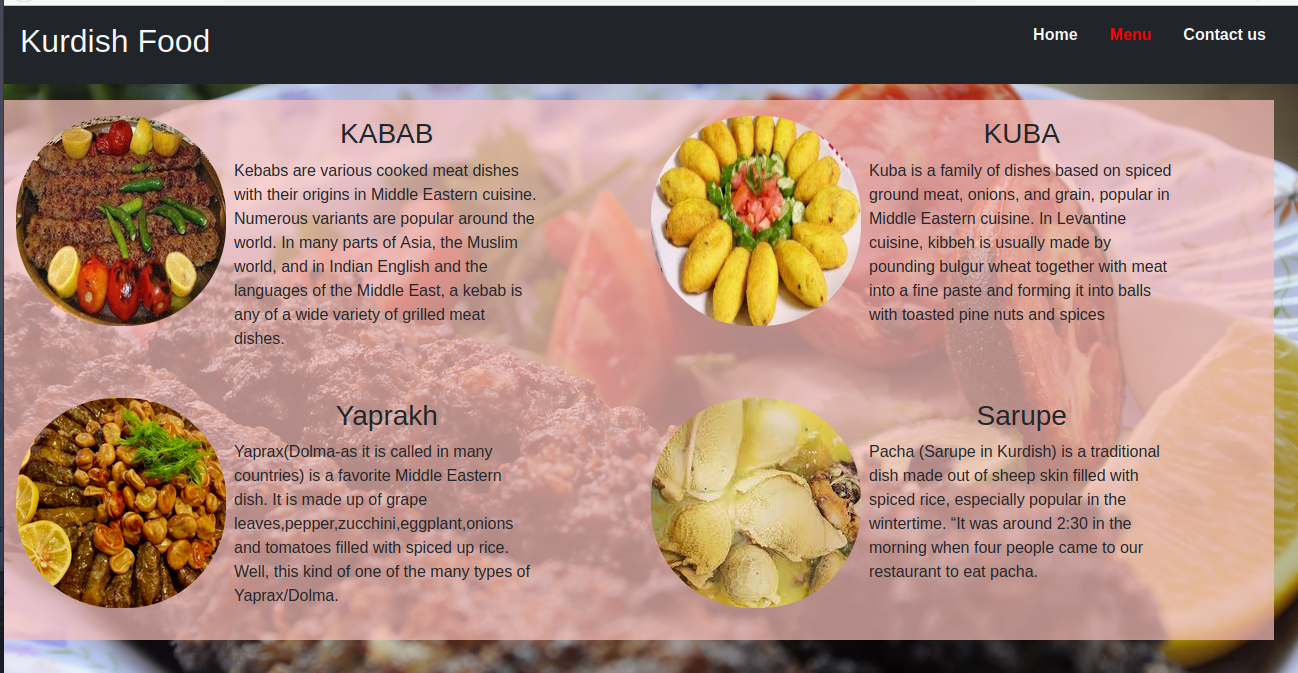 Kurdish Food
Home Menu Contact us
KABAB
Kebabs are various cooked meat dishes
with their origins in Middle Eastern cuisine.
Numerous variants are popular around the
world. In many parts of Asia, the Muslim
world, and in Indian English and the
languages of the Middle East, a kebab is
any of a wide variety of grilled meat
dishes.
KUBA
Kuba is a family of dishes based on spiced
ground meat, onions, and grain, popular in
Middle Eastern cuisine. In Levantine
cuisine, kibbeh is usually made by
pounding bulgur wheat together with meat
into a fine paste and forming it into balls
with toasted pine nuts and spices
Yaprakh
Yaprax(Dolma-as it is called in many
countries) is a favorite Middle Eastern
dish. It is made up of grape
leaves,pepper,zucchini,eggplant,onions
and tomatoes filled with spiced up rice.
Well, this kind of one of the many types of
Yaprax/Dolma.
Sarupe
Pacha (Sarupe in Kurdish) is a traditional
dish made out of sheep skin filled with
spiced rice, especially popular in the
wintertime. “It was around 2:30 in the
morning when four people came to our
restaurant to eat pacha.